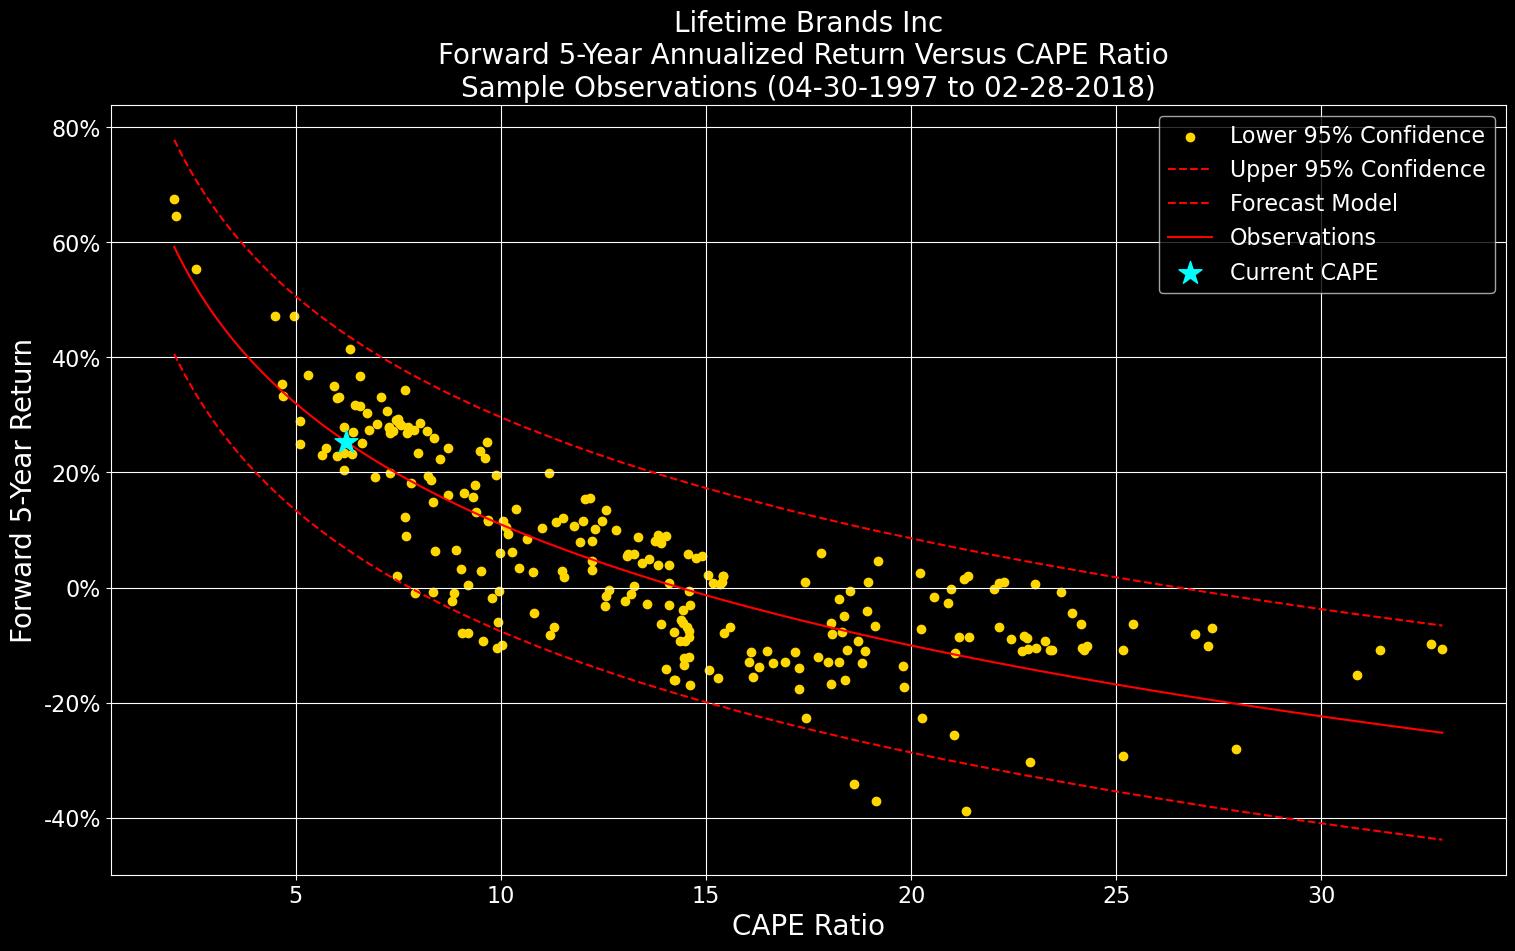 Lifetime Brands Inc
Forward 5-Year Annualized Return Versus CAPE Ratio
Sample Observations (04-30-1997 to 02-28-2018)
Forward 5-Year Return
80%
60%
40%
20%
0%
-20%
-40%
Lower 95% Confidence
Upper 95% Confidence
Forecast Model
Observations
Current CAPE
5 10 15 20 25 30
CAPE Ratio